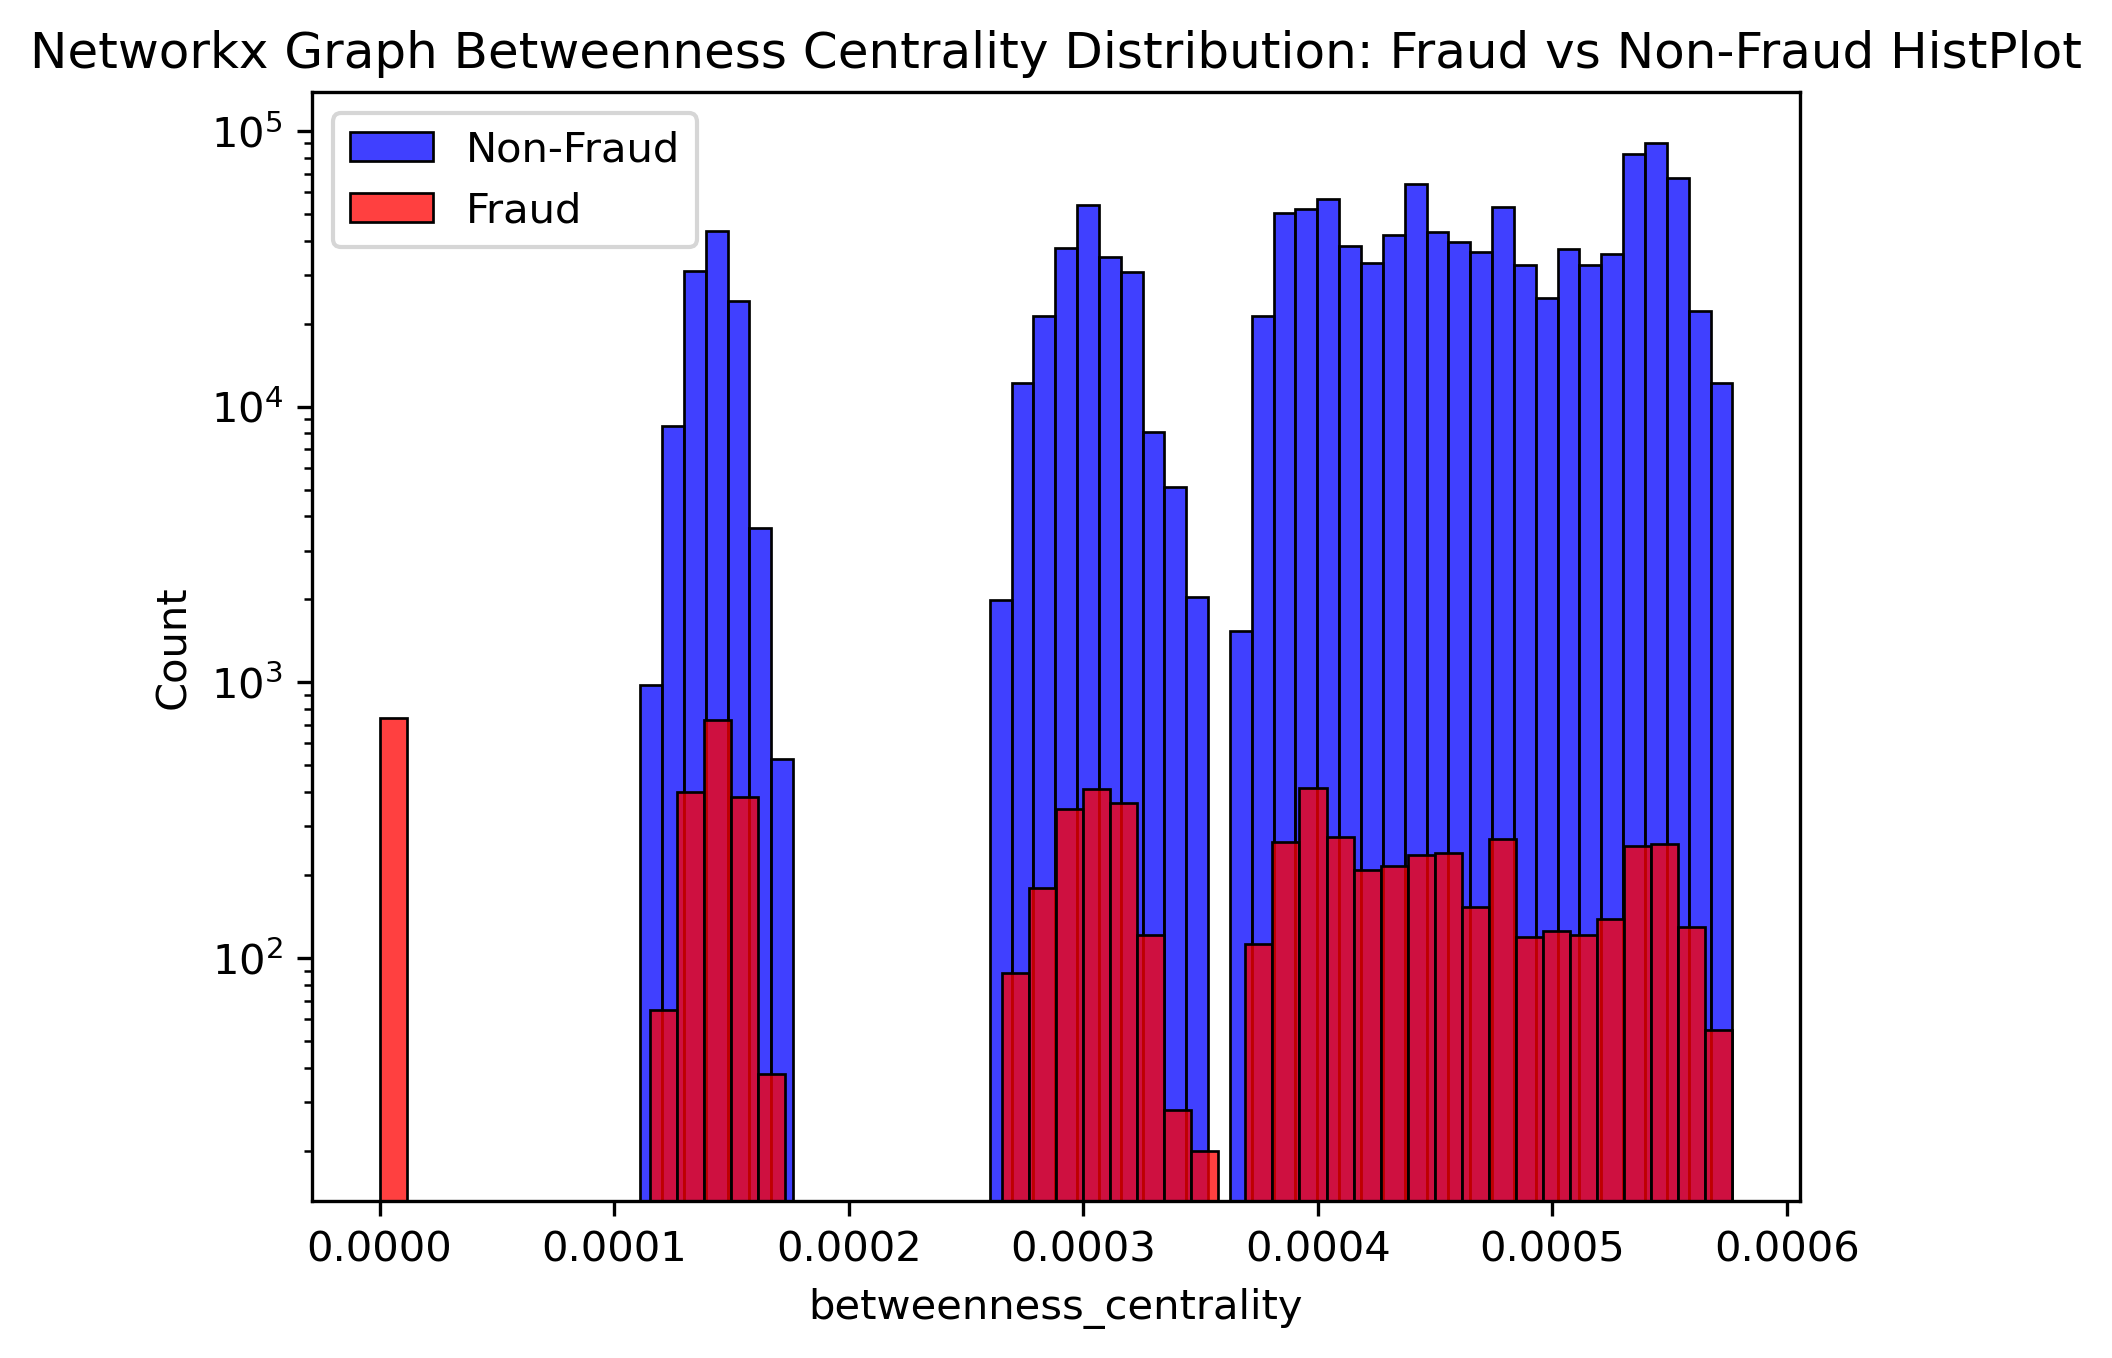 Networkx Graph Betweenness Centrality Distribution: Fraud vs Non-Fraud HistPlot
Non-Fraud
Fraud
10⁵
10⁴
10³
10²
Count
0.0000 0.0001 0.0002 0.0003 0.0004 0.0005 0.0006
betweenness_centrality